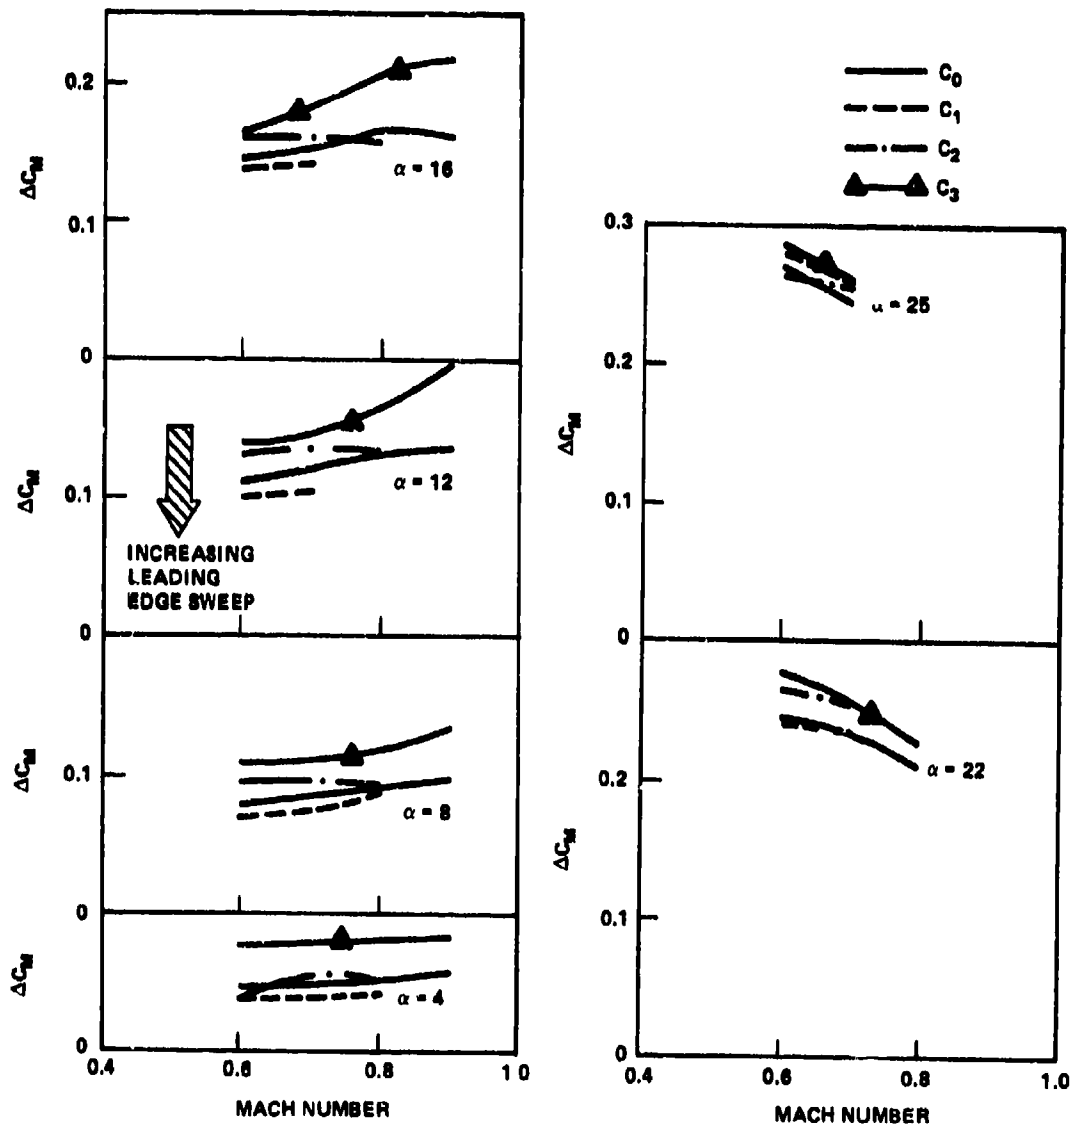 0.2
ΔCM
0.1
0
α = 16
ΔCM
0.1
0
α = 12
INCREASING
LEADING
EDGE SWEEP
ΔCM
0.1
0
α = 8
ΔCM
0
α = 4
0.4
0.6
0.8
1 0
MACH NUMBER
C0
C1
C2
C3
0.3
ΔCM
0.2
0.1
0
α = 25
ΔCM
0.2
0.1
0
α = 22
0.4
0.6
0.8
1.0
MACH NUMBER